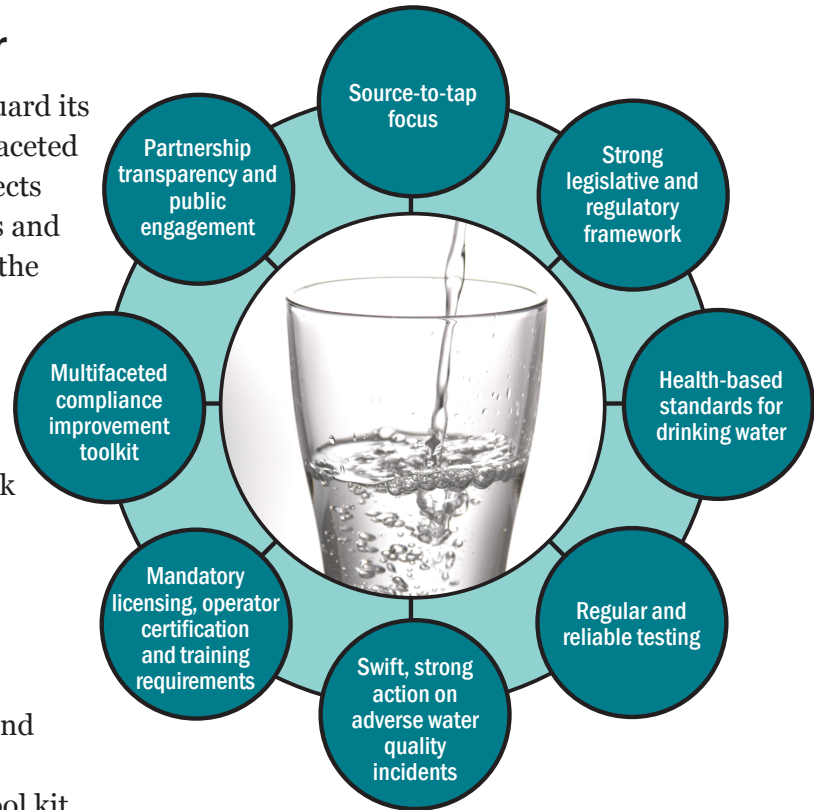 r
uard its
aceted
ects
s and
the
k
nd
ool kit
Source-to-tap
focus
Strong
legislative and
regulatory
framework
Health-based
standards for
drinking water
Regular and
reliable testing
Swift, strong
action on
adverse water
quality
incidents
Mandatory
licensing, operator
certification
and training
requirements
Multifaceted
compliance
improvement
toolkit
Partnership
transparency and
public
engagement